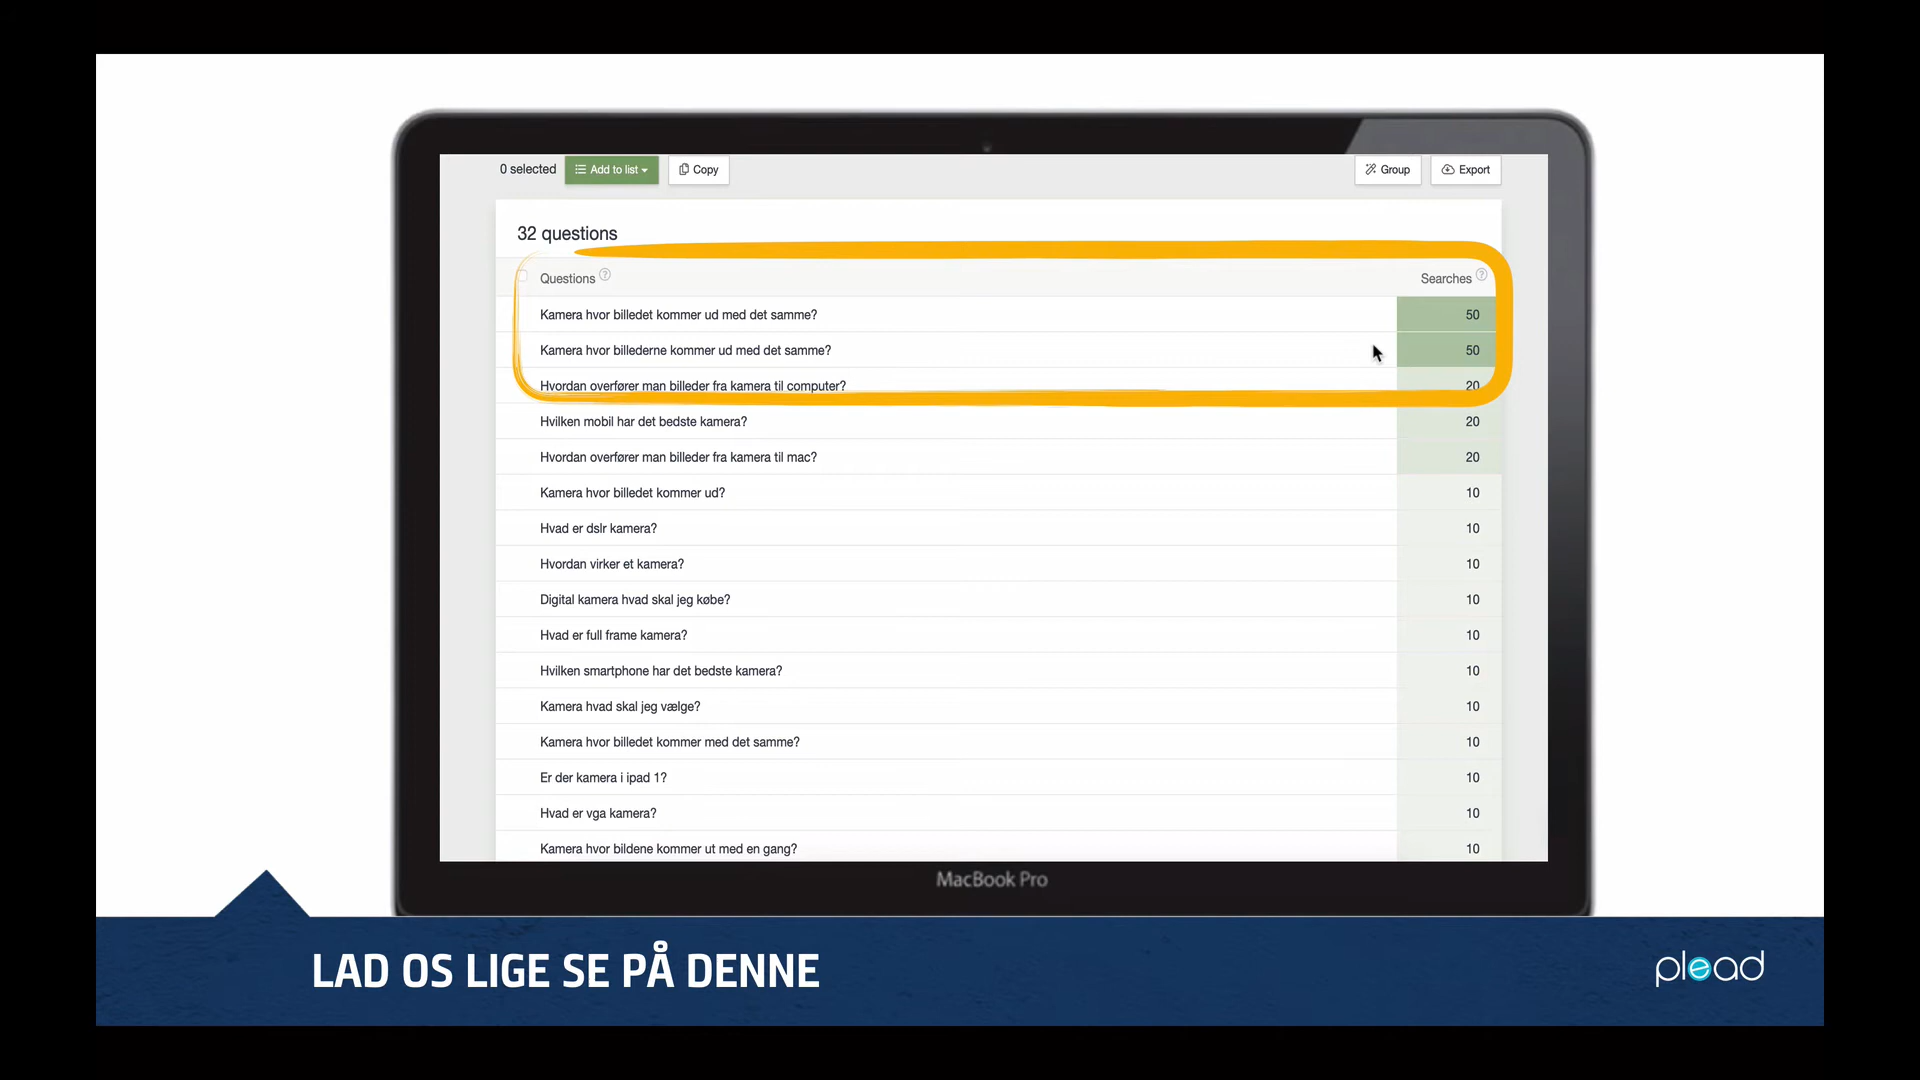 0 selected Add to list Copy Group Export
32 questions
Questions Searches
Kamera hvor billedet kommer ud med det samme? 50
Kamera hvor billederne kommer ud med det samme? 50
Hvordan overfører man billeder fra kamera til computer? 20
Hvilken mobil har det bedste kamera? 20
Hvordan overfører man billeder fra kamera til mac? 20
Kamera hvor billedet kommer ud? 10
Hvad er dslr kamera? 10
Hvordan virker et kamera? 10
Digital kamera hvad skal jeg købe? 10
Hvad er full frame kamera? 10
Hvilken smartphone har det bedste kamera? 10
Kamera hvad skal jeg vælge? 10
Kamera hvor billedet kommer med det samme? 10
Er der kamera i ipad 1? 10
Hvad er vga kamera? 10
Kamera hvor bildene kommer ut med en gang? 10
MacBook Pro
LAD OS LIGE SE PÅ DENNE
plead